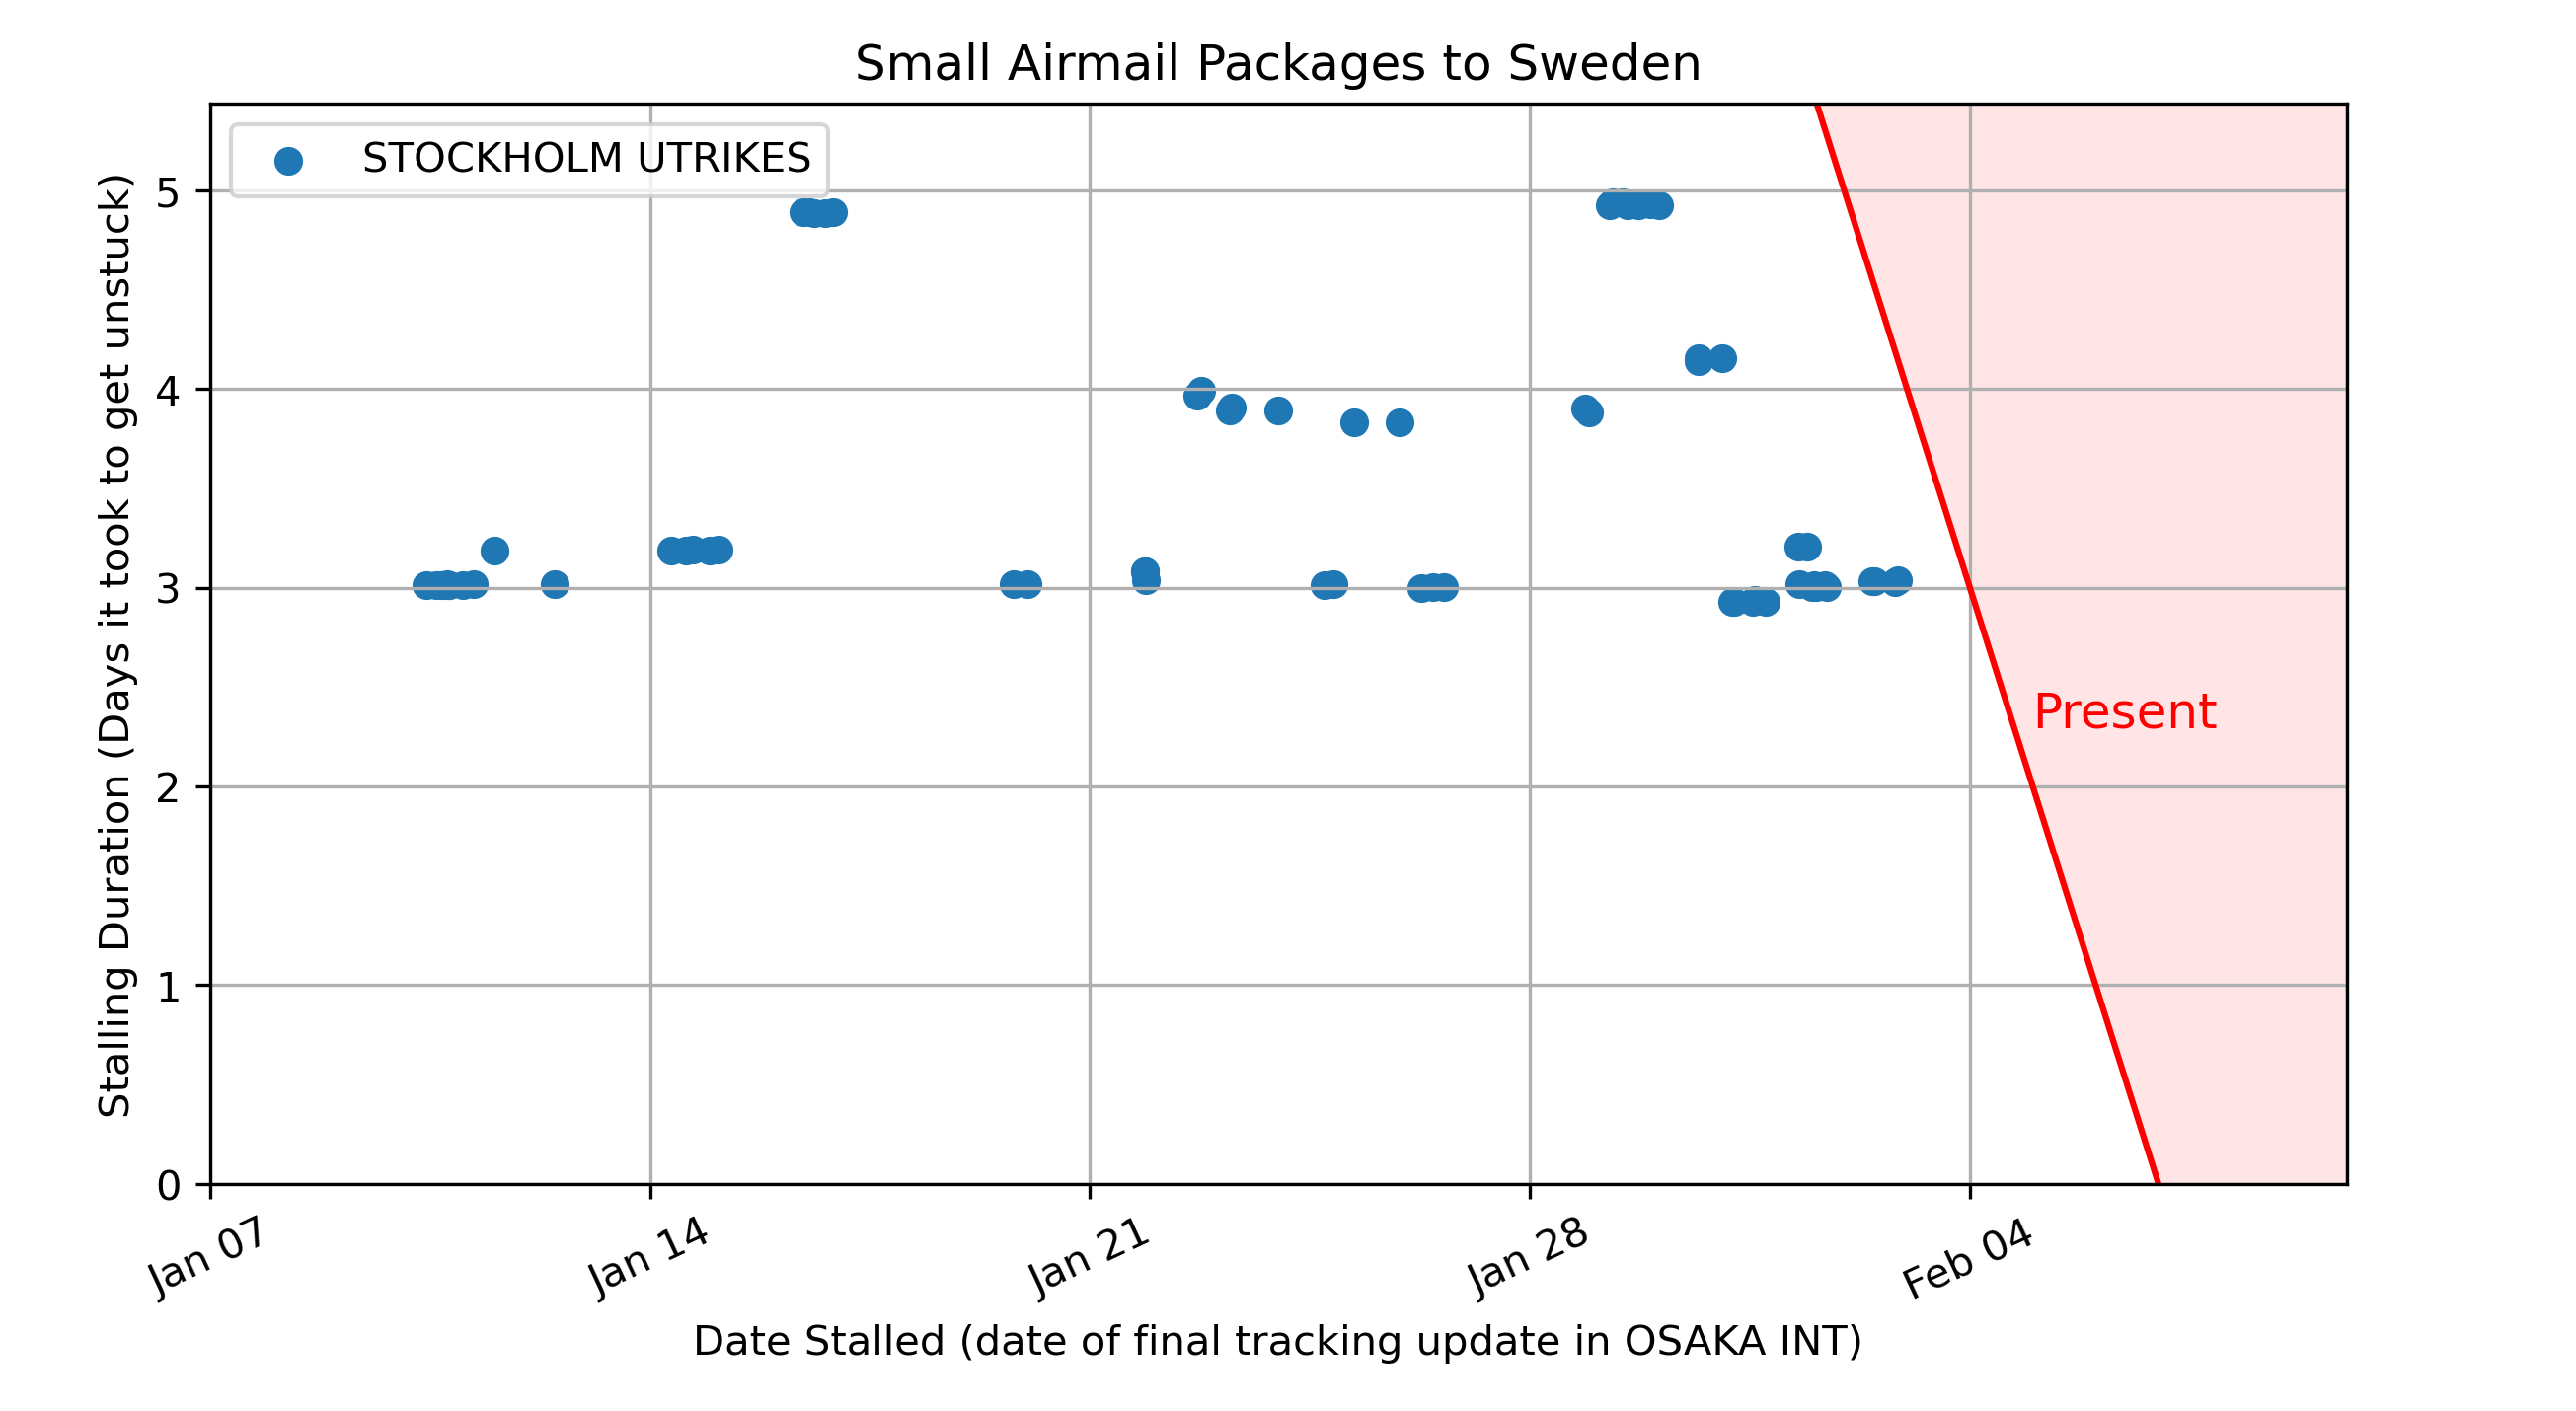 Small Airmail Packages to Sweden
STOCKHOLM UTRIKES
Stalling Duration (Days it took to get unstuck)
5
4
3
2
1
0
Present
Jan 07
Jan 14
Jan 21
Jan 28
Feb 04
Date Stalled (date of final tracking update in OSAKA INT)